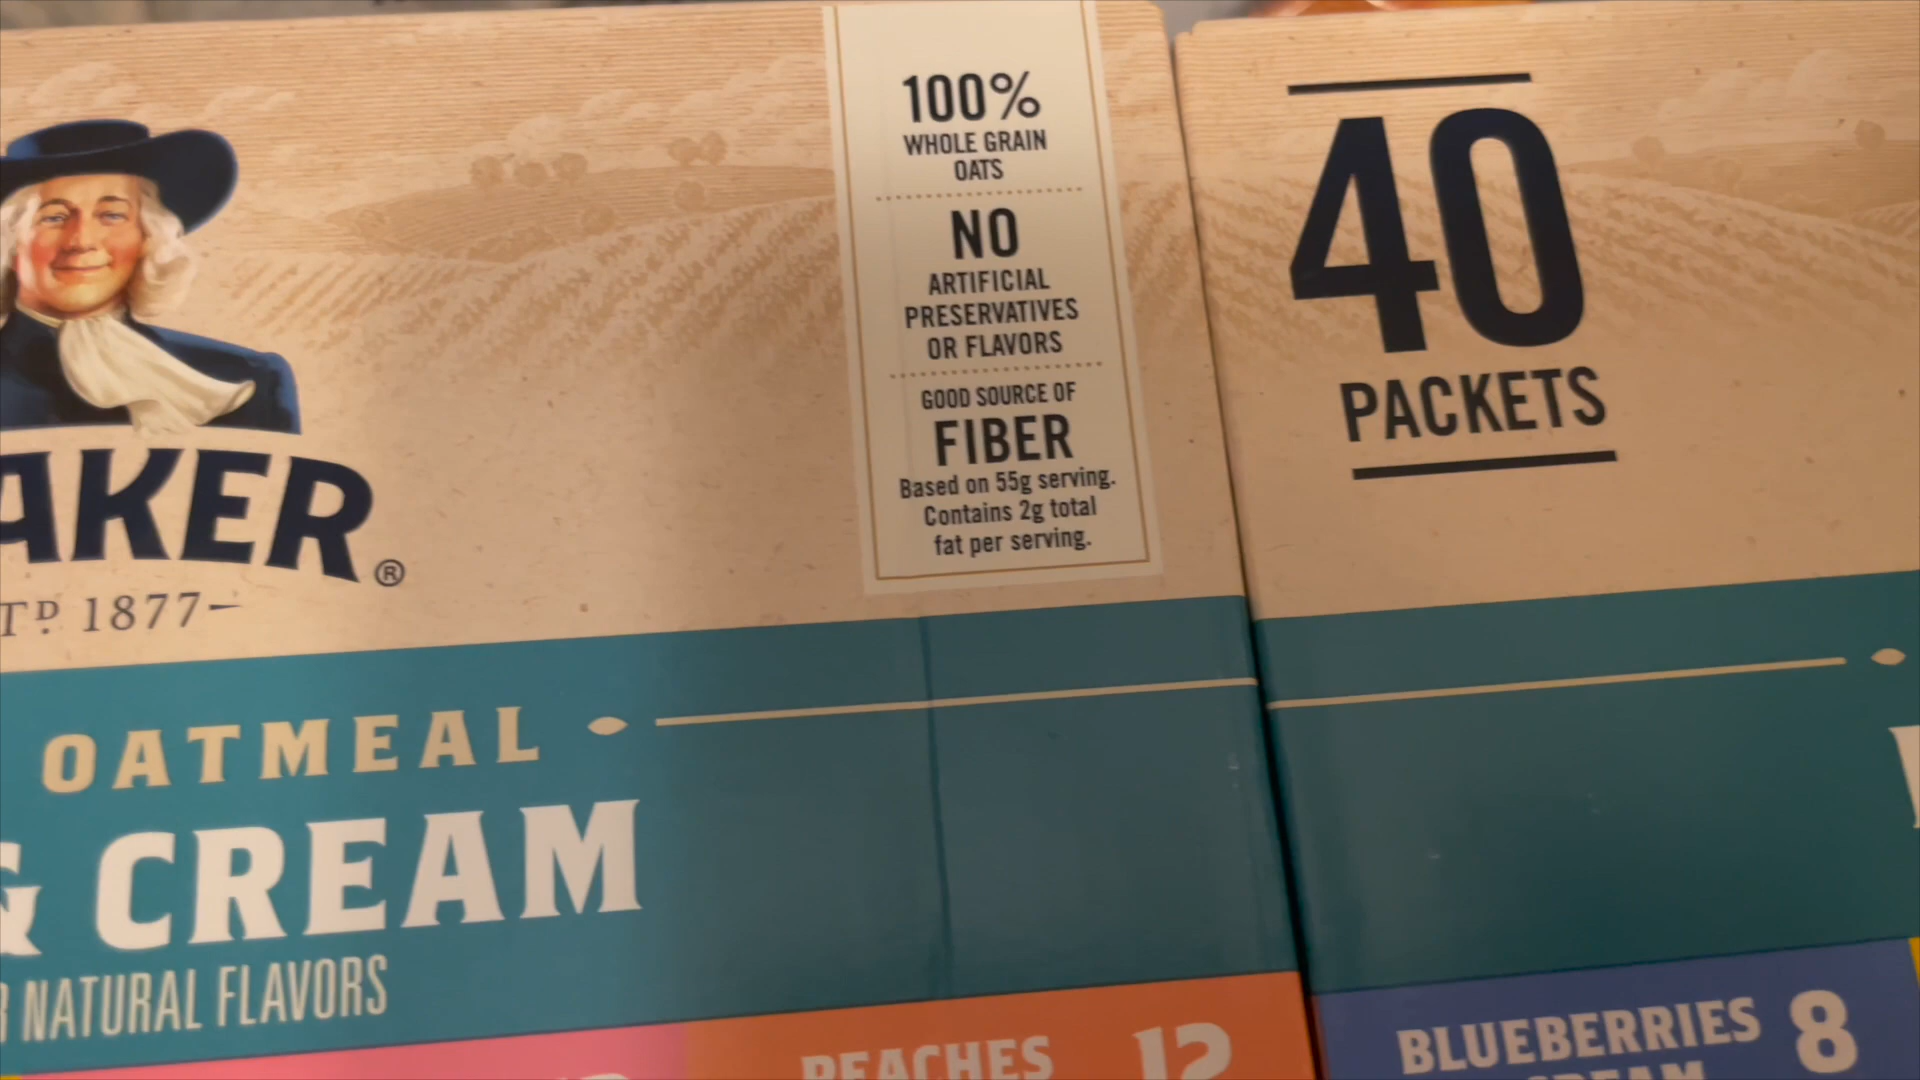 100%
WHOLE GRAIN
OATS
NO
ARTIFICIAL
PRESERVATIVES
OR FLAVORS
GOOD SOURCE OF
FIBER
Based on 55g serving.
Contains 2g total
fat per serving.
AKER®
TD 1877-
OATMEAL
& CREAM
NATURAL FLAVORS
PEACHES 12
40
PACKETS
BLUEBERRIES 8
CREAM